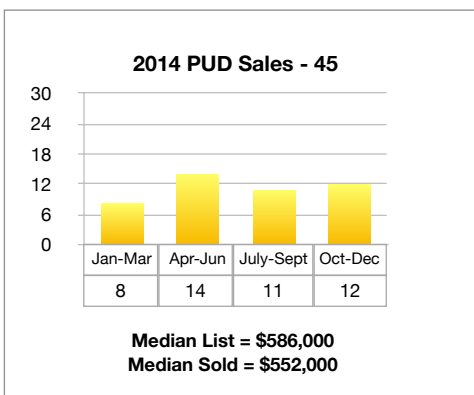 2014 PUD Sales - 45
30
24
18
12
6
0
Jan-Mar Apr-Jun July-Sept Oct-Dec
8 14 11 12
Median List = $586,000
Median Sold = $552,000